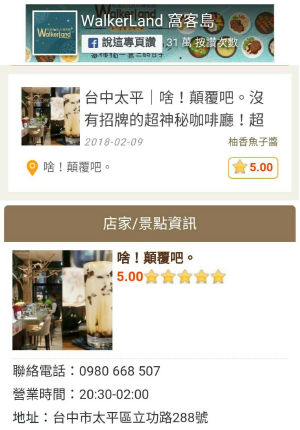 WalkerLand 窩客島
WalkerLand
說這專頁讚
31 萬 按讚次數
台中太平｜啥！顛覆吧。沒
有招牌的超神秘咖啡廳！超
2018-02-09
柚香魚子醬
啥！顛覆吧。
5.00
店家/景點資訊
啥！顛覆吧。
5.00
聯絡電話：0980 668 507
營業時間：20:30-02:00
地址：台中市太平區立功路288號